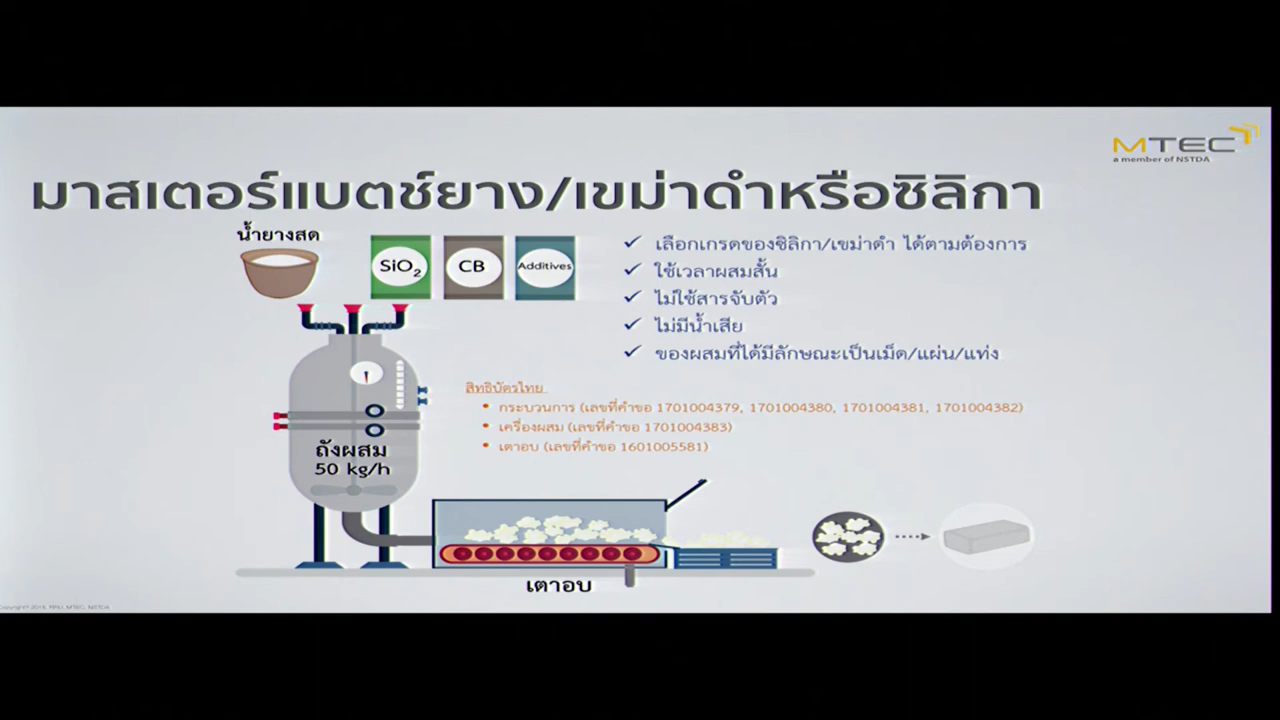 MTEC
a member of NSTDA
มาสเตอร์แบตช์ยาง/เขม่าดำหรือซิลิกา
น้ำยางสด
SiO2
CB
Additives
✓ เลือกเกรดของซิลิกา/เขม่าดำ ได้ตามต้องการ
✓ ใช้เวลาผสมสั้น
✓ ไม่ใช้สารจับตัว
✓ ไม่มีน้ำเสีย
✓ ของผสมที่ได้มีลักษณะเป็นเม็ด/แผ่น/แท่ง
สิทธิบัตรไทย
• กระบวนการ (เลขที่คำขอ 1701004379, 1701004380, 1701004381, 1701004382)
• เครื่องผสม (เลขที่คำขอ 1701004383)
• เตาอบ (เลขที่คำขอ 1601005581)
ถังผสม
50 kg/h
เตาอบ
MTEC, NSTDA